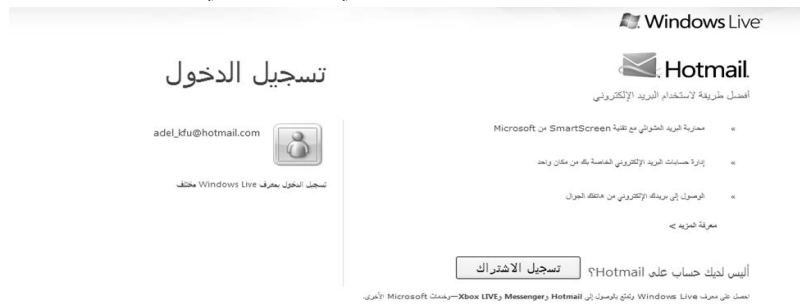 Windows Live
Hotmail.
أفضل طريقة لاستخدام البريد الإلكتروني
» محاربة البريد العشوائي مع تقنية SmartScreen من Microsoft
» إدارة حسابات البريد الإلكتروني الخاصة بك من مكان واحد
» الوصول إلى بريدك الإلكتروني من هاتفك الجوال
معرفة المزيد >
أليس لديك حساب على Hotmail؟ تسجيل الاشتراك
احصل على معرف Windows Live وتمتع بالوصول إلى Hotmail وMessenger وXbox LIVE—وخدمات Microsoft الأخرى.
تسجيل الدخول
adel_kfu@hotmail.com
تسجيل الدخول بمعرف Windows Live مختلف